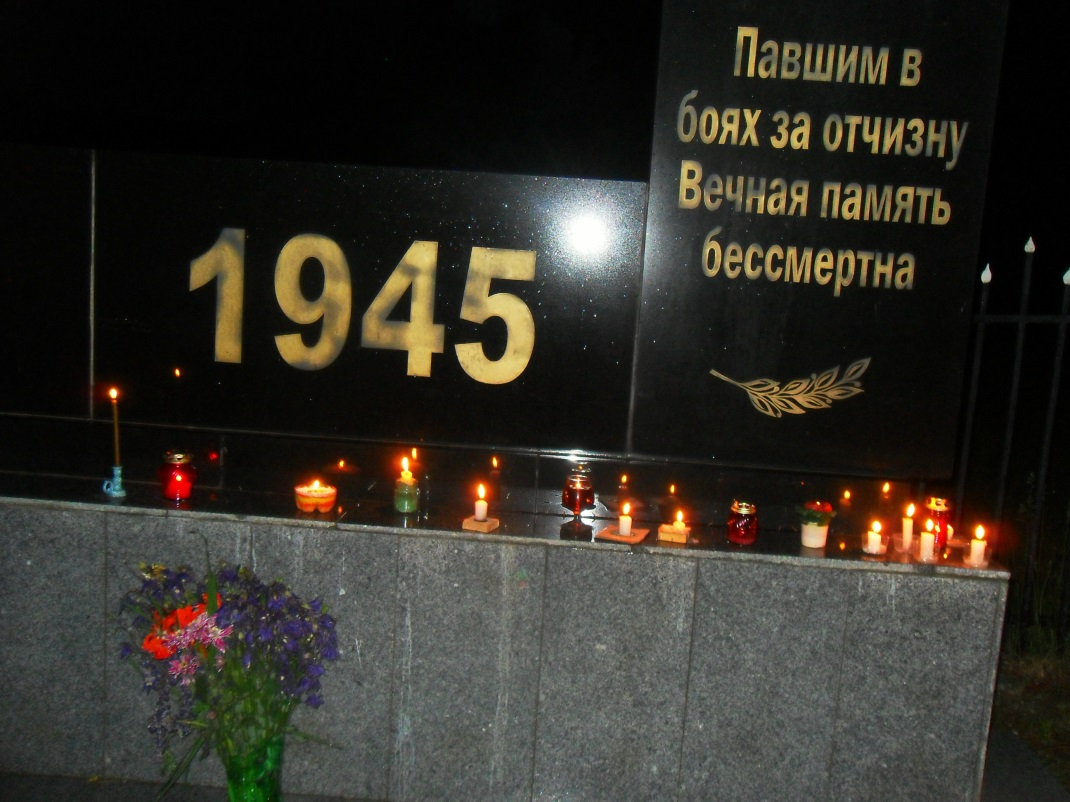 1945
Павшим в
боях за отчизну
Вечная память
бессмертна